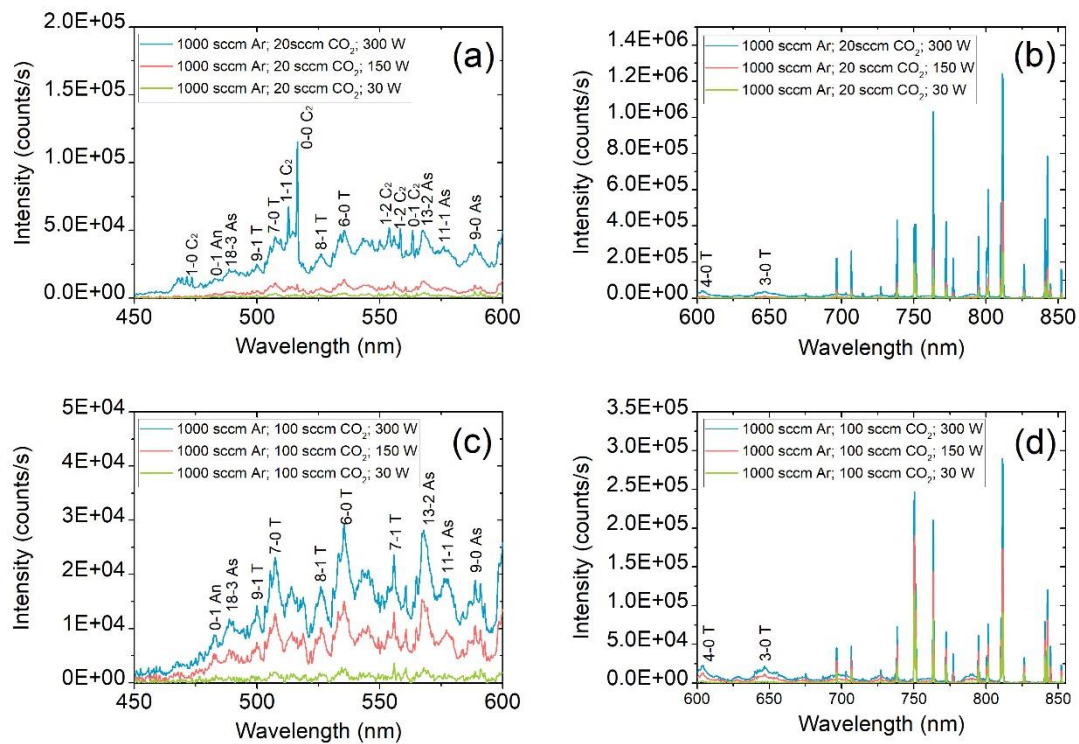 (a)
1000 sccm Ar; 20sccm CO₂; 300 W
1000 sccm Ar; 20 sccm CO₂; 150 W
1000 sccm Ar; 20 sccm CO₂; 30 W
2.0E+05
1.5E+05
1.0E+05
5.0E+04
0.0E+00
Intensity (counts/s)
1-0 C₂
0-1 An
18-3 As
9-1 T
7-0 T
1-1 C₂
0-0 C₂
8-1 T
6-0 T
1-2 C₂
1-2 C₂
0-1 C₂
13-2 As
11-1 As
9-0 As
450 475 500 525 550 575 600
Wavelength (nm)
(b)
1000 sccm Ar; 20sccm CO₂; 300 W
1000 sccm Ar; 20 sccm CO₂; 150 W
1000 sccm Ar; 20 sccm CO₂; 30 W
1.4E+06
1.2E+06
1.0E+06
8.0E+05
6.0E+05
4.0E+05
2.0E+05
0.0E+00
Intensity (counts/s)
4-0 T
3-0 T
600 650 700 750 800 850
Wavelength (nm)
(c)
1000 sccm Ar; 100 sccm CO₂; 300 W
1000 sccm Ar; 100 sccm CO₂; 150 W
1000 sccm Ar; 100 sccm CO₂; 30 W
5E+04
4E+04
3E+04
2E+04
1E+04
0E+00
Intensity (counts/s)
0-1 An
18-3 As
9-1 T
7-0 T
8-1 T
6-0 T
7-1 T
13-2 As
11-1 As
9-0 As
450 475 500 525 550 575 600
Wavelength (nm)
(d)
1000 sccm Ar; 100 sccm CO₂; 300 W
1000 sccm Ar; 100 sccm CO₂; 150 W
1000 sccm Ar; 100 sccm CO₂; 30 W
3.5E+05
3.0E+05
2.5E+05
2.0E+05
1.5E+05
1.0E+05
5.0E+04
0.0E+00
Intensity (counts/s)
4-0 T
3-0 T
600 650 700 750 800 850
Wavelength (nm)